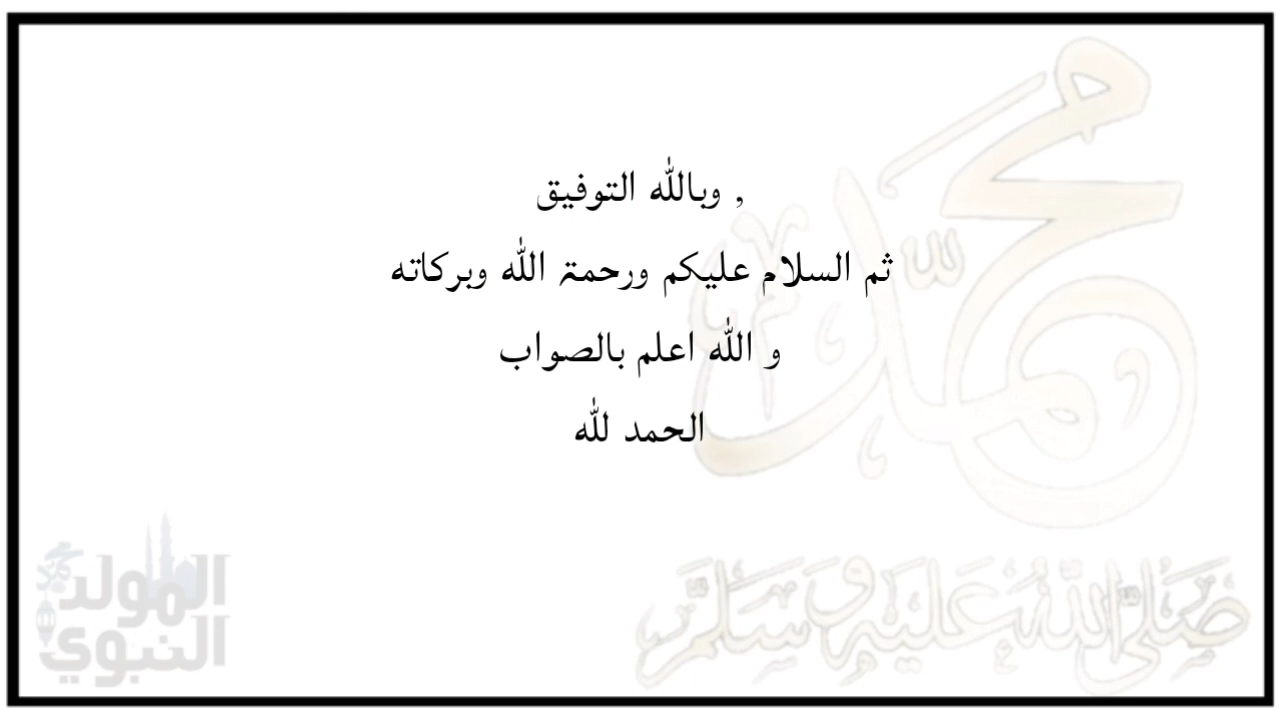 , وبالله التوفيق
ثم السلام عليكم ورحمة الله وبركاته
و الله اعلم بالصواب
الحمد لله
محمد
صلى الله عليه وسلم
المولد
النبوي